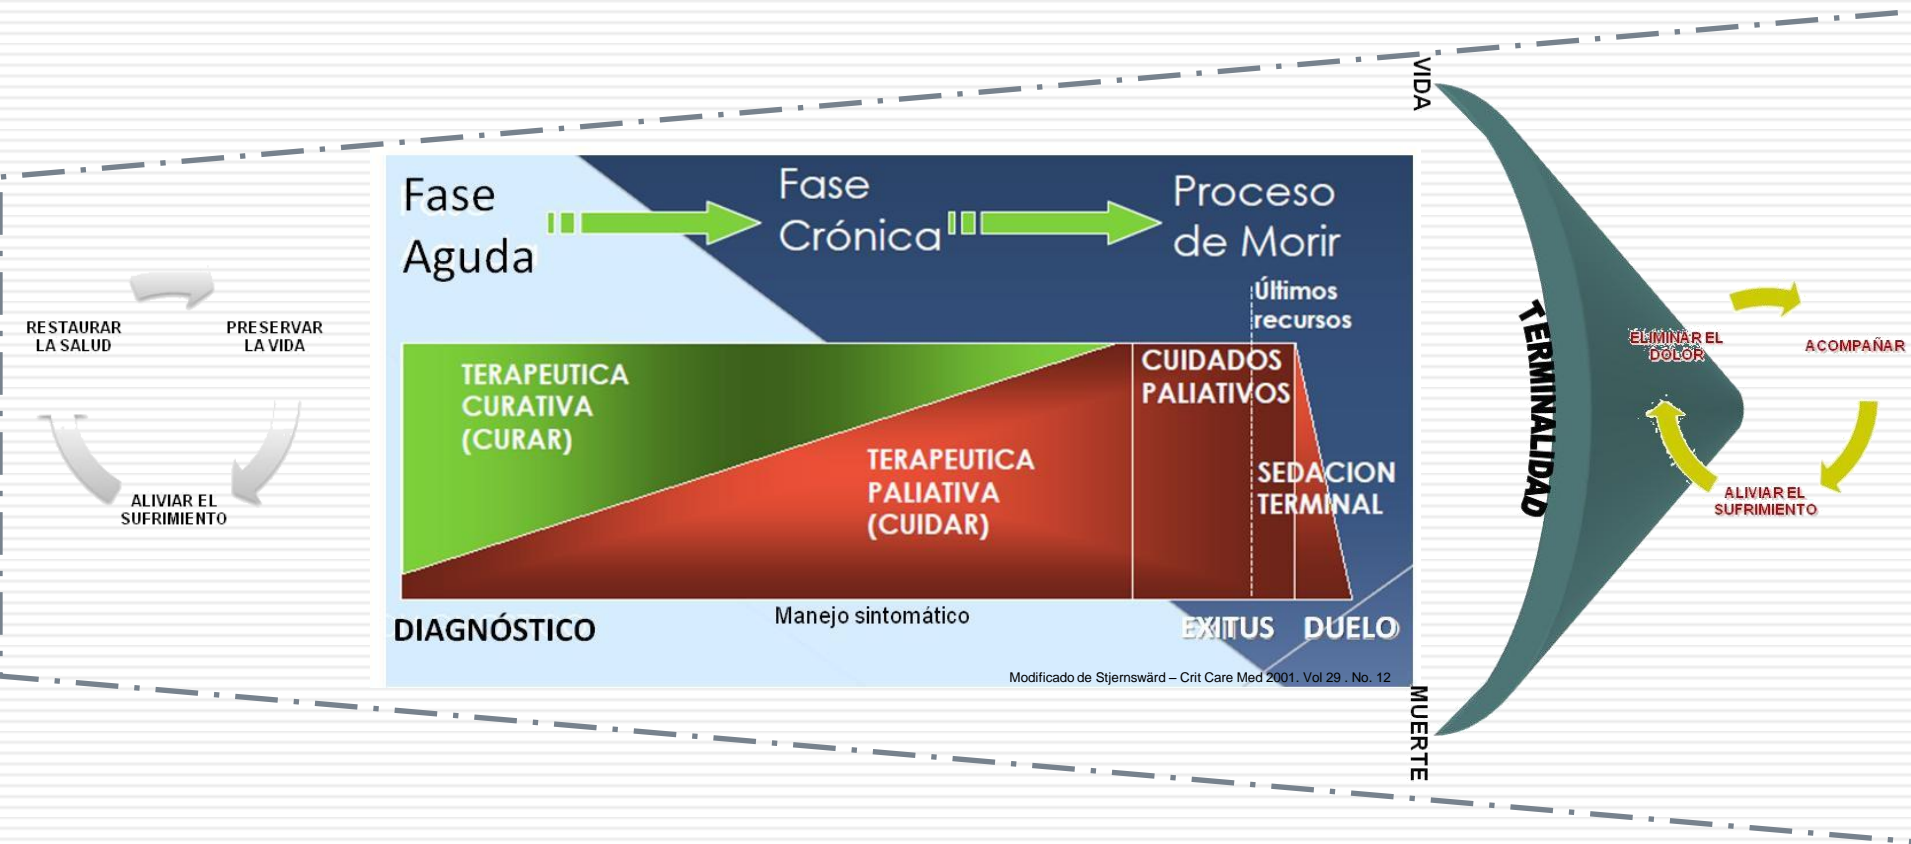 RESTAURAR
LA SALUD
PRESERVAR
LA VIDA
ALIVIAR EL
SUFRIMIENTO
Fase
Aguda
Fase
Crónica
Proceso
de Morir
Últimos
recursos
TERAPEUTICA
CURATIVA
(CURAR)
TERAPEUTICA
PALIATIVA
(CUIDAR)
CUIDADOS
PALIATIVOS
SEDACION
TERMINAL
DIAGNÓSTICO
Manejo sintomático
EXITUS
DUELO
Modificado de Stjernswärd – Crit Care Med 2001. Vol 29 . No. 12
VIDA
TERMINALIDAD
MUERTE
ELIMINAR EL
DOLOR
ACOMPAÑAR
ALIVIAR EL
SUFRIMIENTO